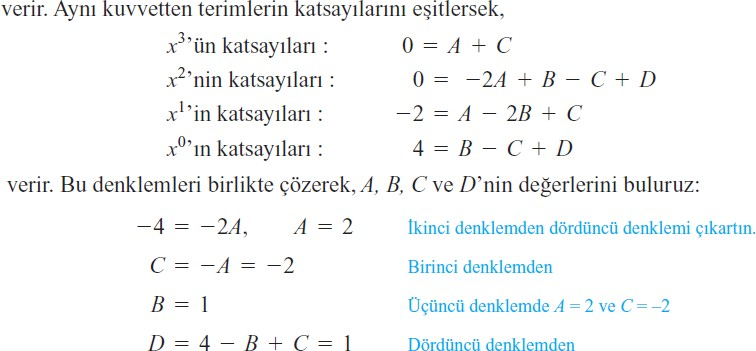 verir. Aynı kuvvetten terimlerin katsayılarını eşitlersek,
x³’ün katsayıları : 0 = A + C
x²’nin katsayıları : 0 = −2A + B − C + D
x¹’in katsayıları : −2 = A − 2B + C
x⁰’ın katsayıları : 4 = B − C + D
verir. Bu denklemleri birlikte çözerek, A, B, C ve D’nin değerlerini buluruz:
−4 = −2A, A = 2 İkinci denklemden dördüncü denklemi çıkartın.
C = −A = −2 Birinci denklemden
B = 1 Üçüncü denklemde A = 2 ve C = –2
D = 4 − B + C = 1 Dördüncü denklemden